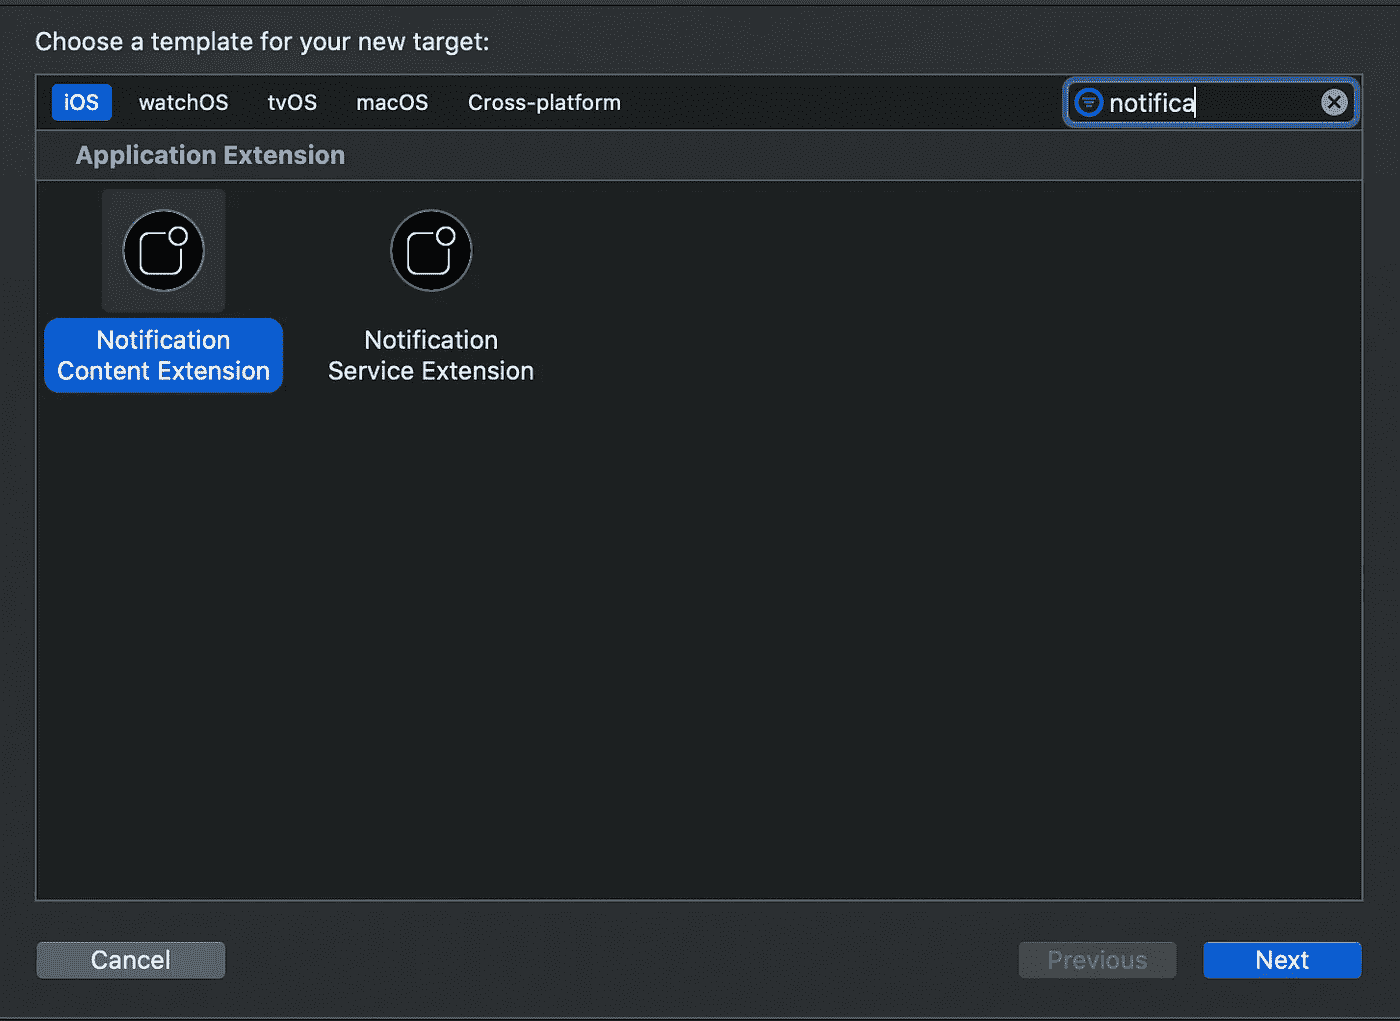 Choose a template for your new target:
iOS watchOS tvOS macOS Cross-platform notifica
Application Extension
Notification
Content Extension
Notification
Service Extension
Cancel Previous Next